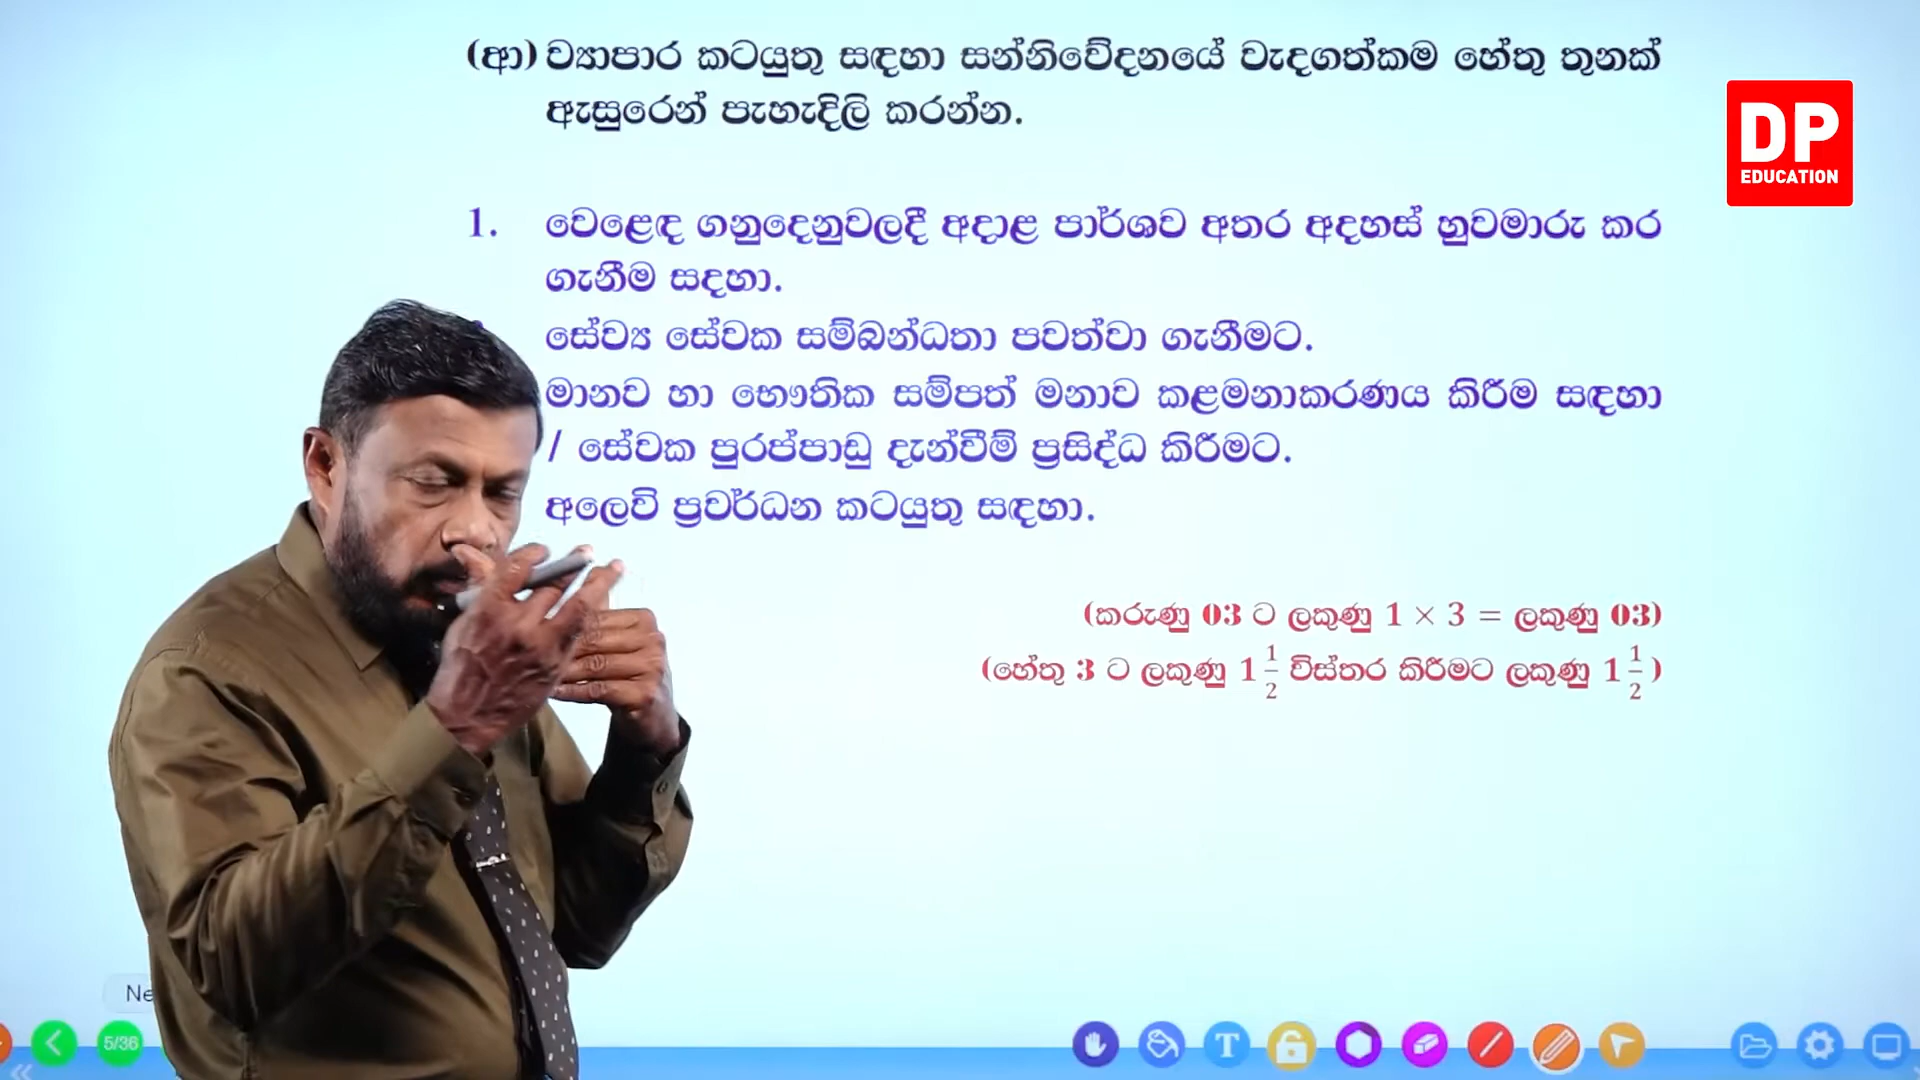 (ආ) ව්‍යාපාර කටයුතු සඳහා සන්නිවේදනයේ වැදගත්කම හේතු තුනක්
ඇසුරෙන් පැහැදිලි කරන්න.
DP
EDUCATION
1. වෙළෙඳ ගනුදෙනුවලදී අදාළ පාර්ශව අතර අදහස් හුවමාරු කර
ගැනීම සදහා.
සේව්‍ය සේවක සම්බන්ධතා පවත්වා ගැනීමට.
මානව හා භෞතික සම්පත් මනාව කළමනාකරණය කිරීම සඳහා
/ සේවක පුරප්පාඩු දැන්වීම් ප්‍රසිද්ධ කිරීමට.
අලෙවි ප්‍රවර්ධන කටයුතු සඳහා.
(කරුණු 03 ට ලකුණු 1 × 3 = ලකුණු 03)
(හේතු 3 ට ලකුණු 1 1/2 විස්තර කිරීමට ලකුණු 1 1/2 )
5/36
T